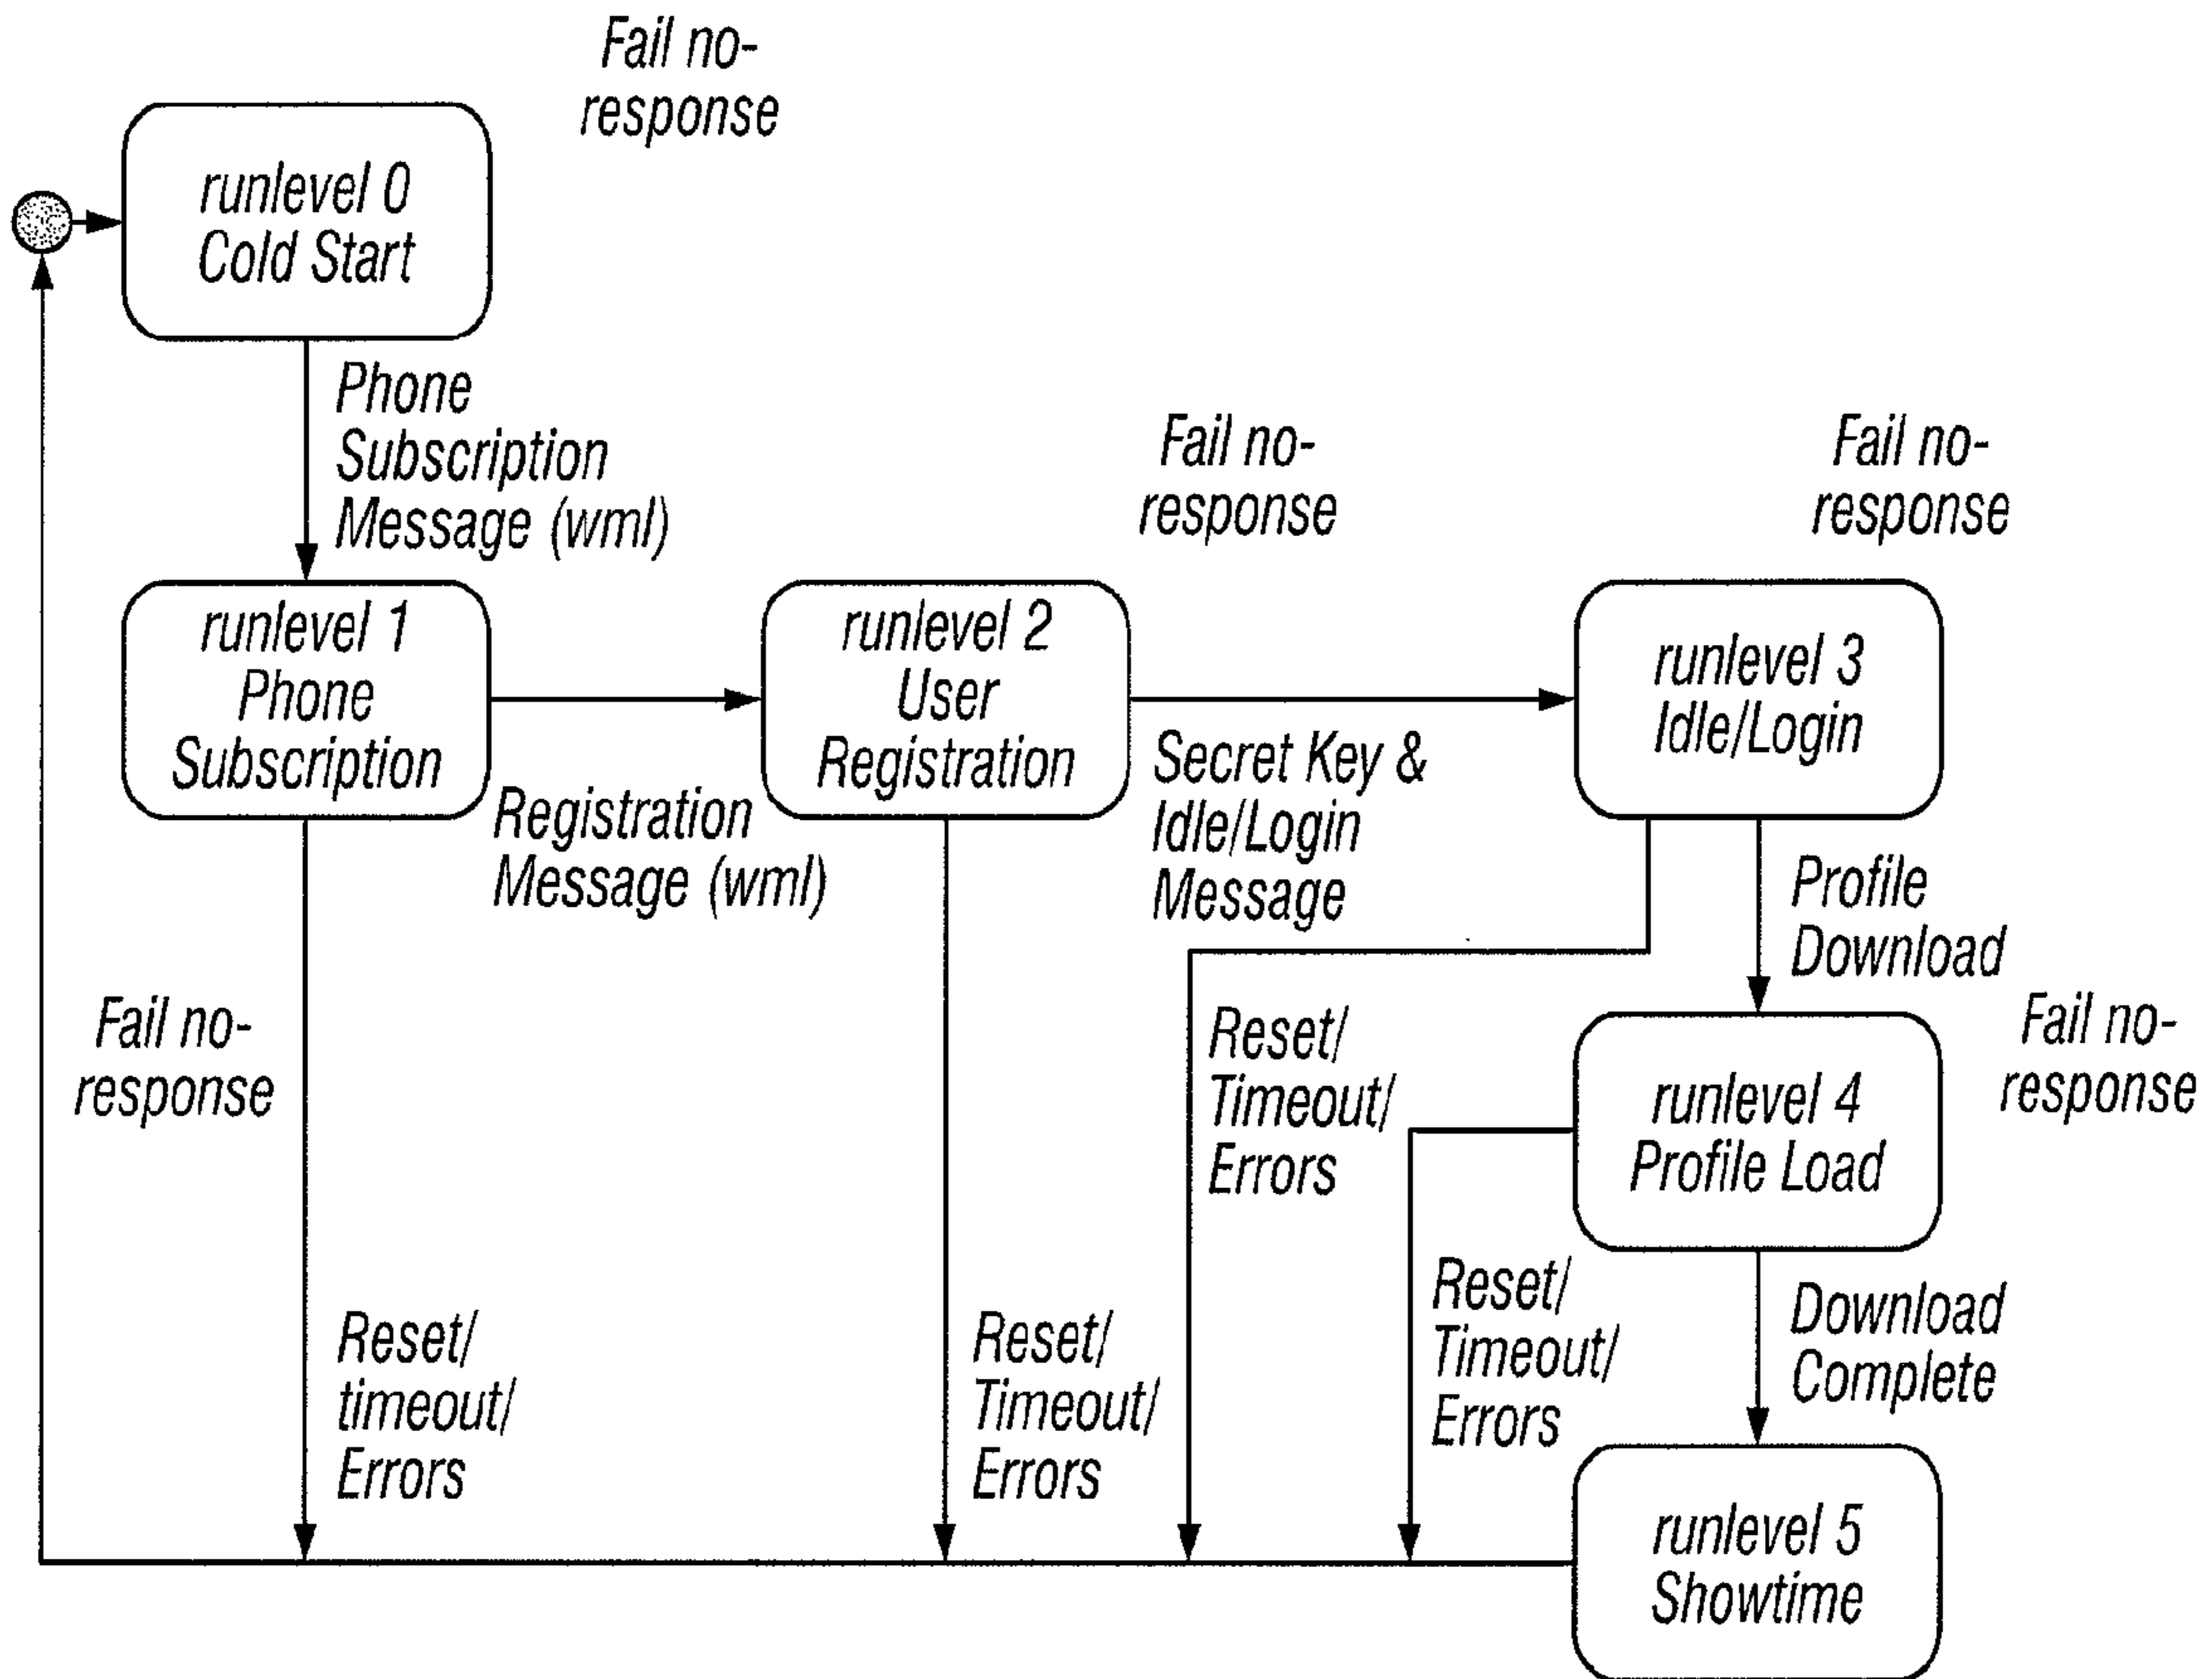 Fail no-
response
runlevel 0
Cold Start
Phone
Subscription
Message (wml)
Fail no-
response
Fail no-
response
runlevel 1
Phone
Subscription
runlevel 2
User
Registration
runlevel 3
Idle/Login
Registration
Message (wml)
Secret Key &
Idle/Login
Message
Profile
Download
Fail no-
response
Reset/
Timeout/
Errors
runlevel 4
Profile Load
Fail no-
response
Reset/
timeout/
Errors
Reset/
Timeout/
Errors
Reset/
Timeout/
Errors
Download
Complete
runlevel 5
Showtime